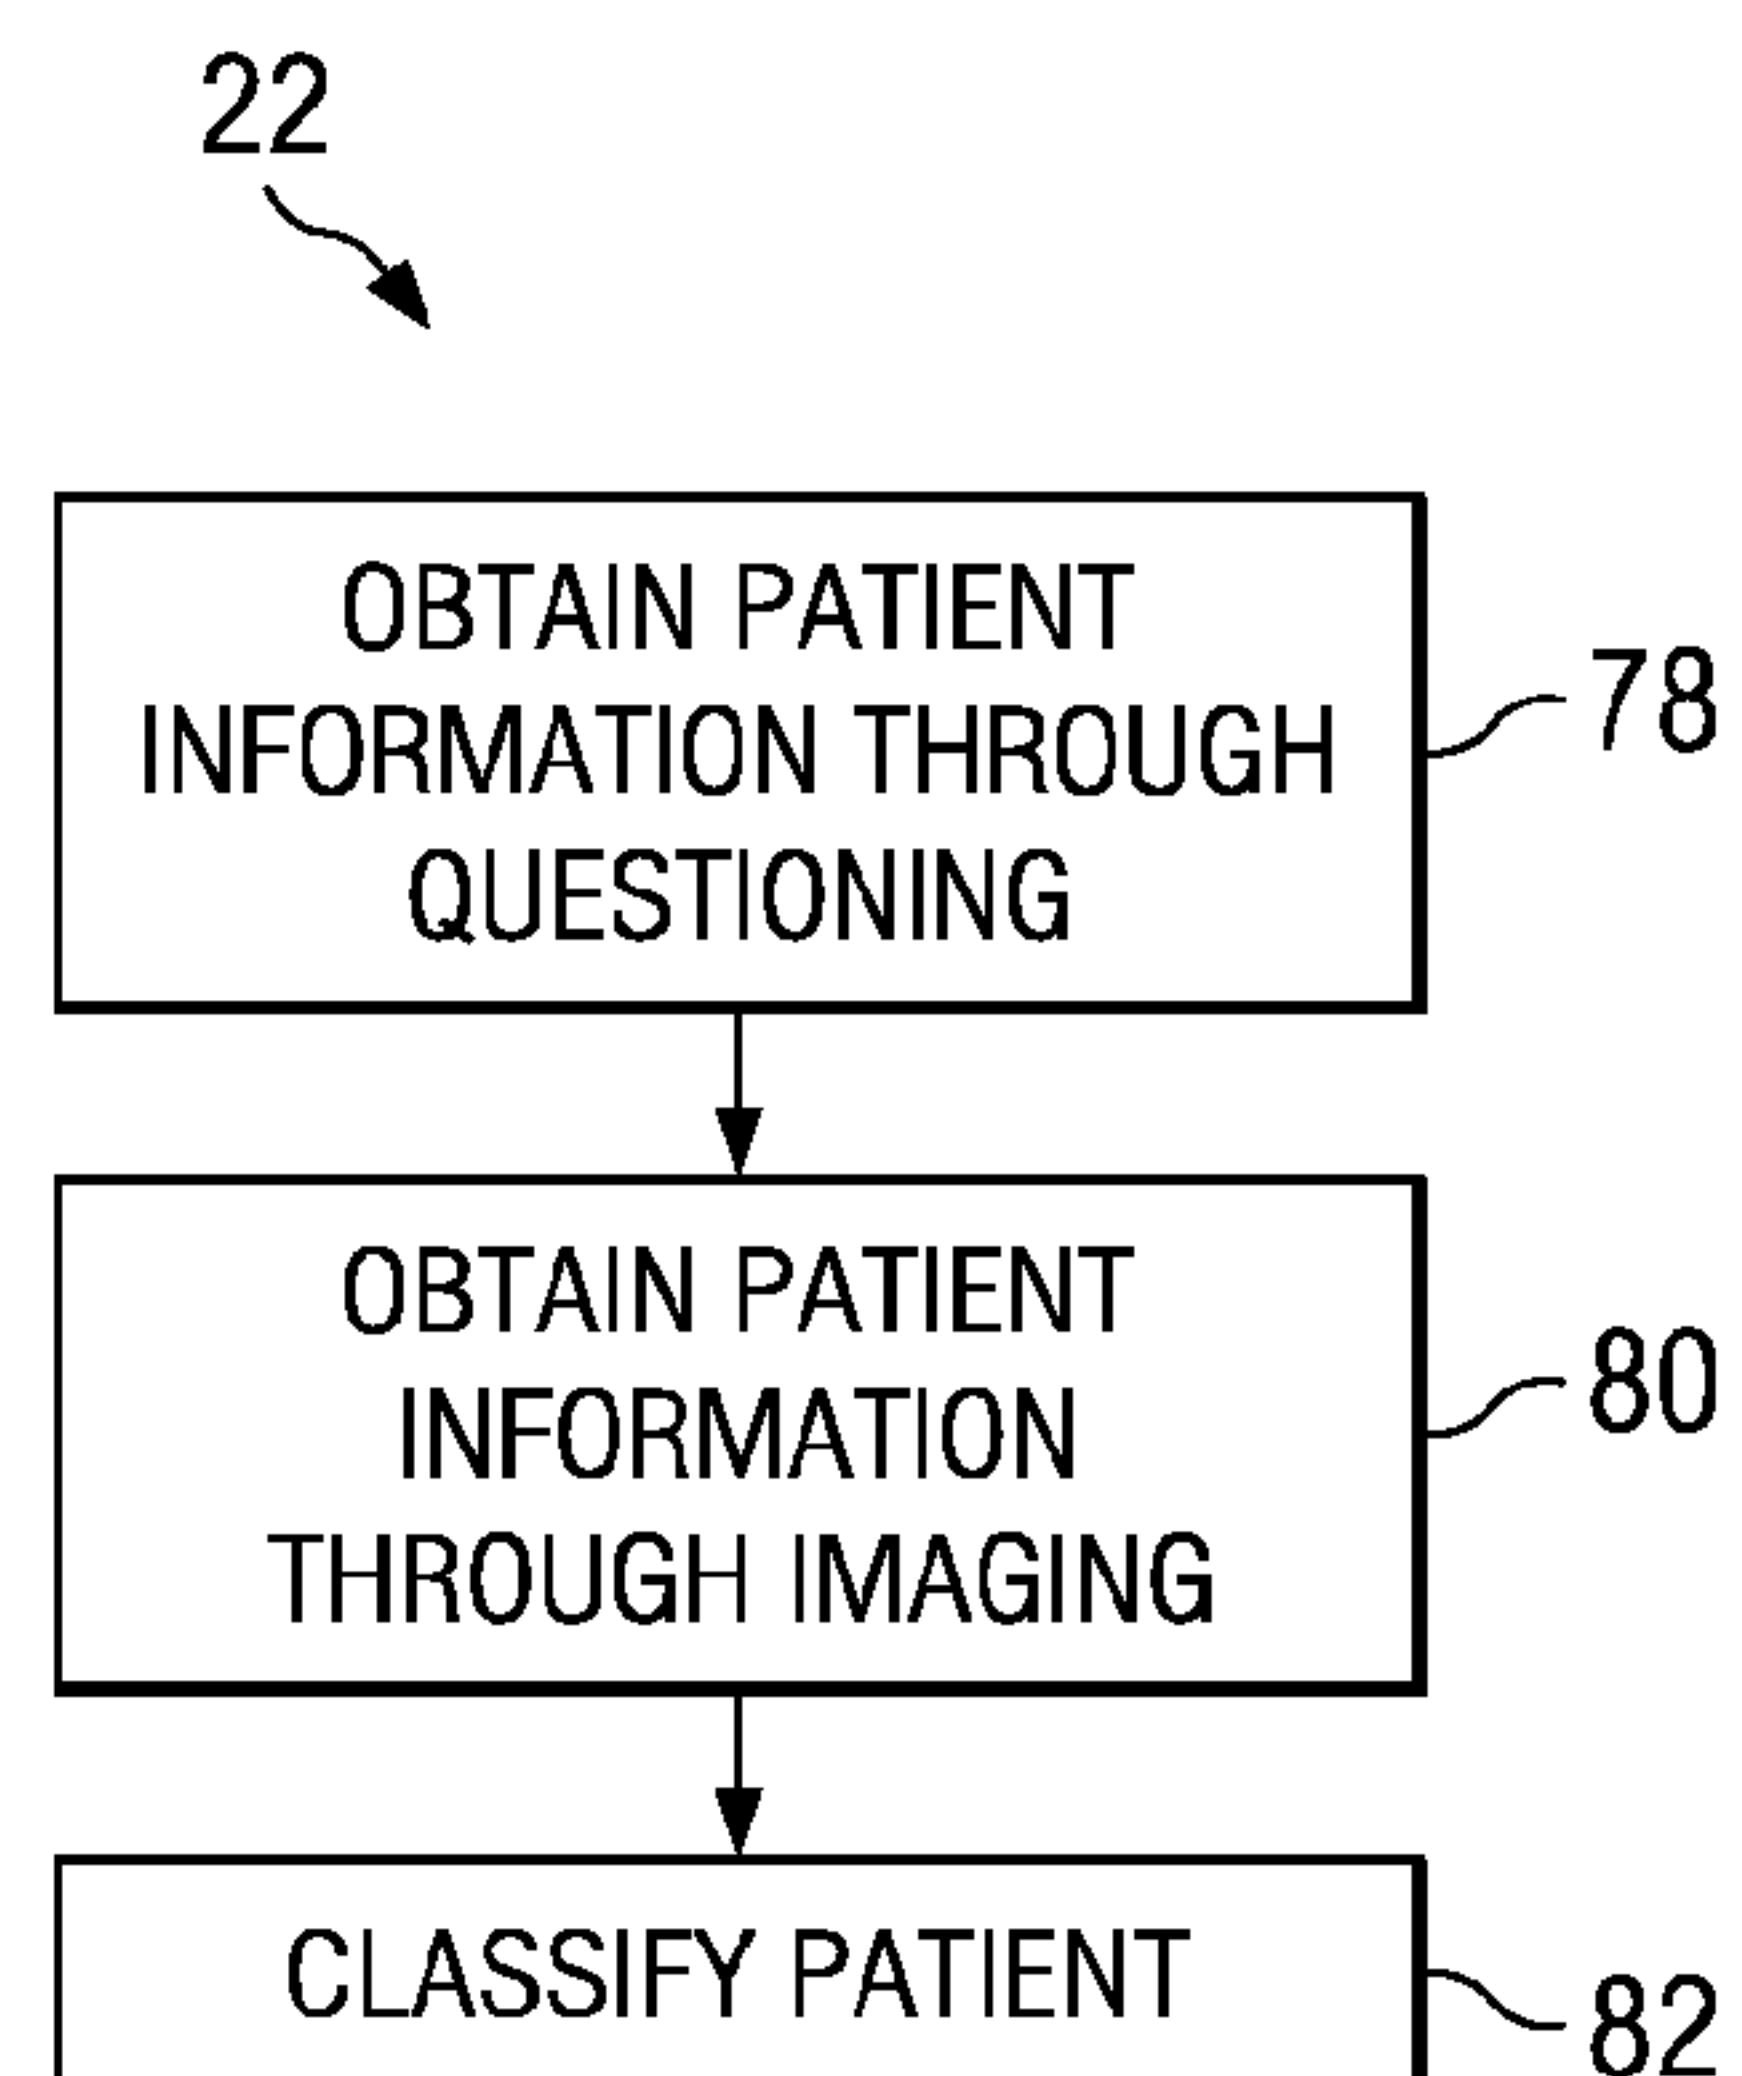 22
OBTAIN PATIENT
INFORMATION THROUGH
QUESTIONING
78
OBTAIN PATIENT
INFORMATION
THROUGH IMAGING
80
CLASSIFY PATIENT
82